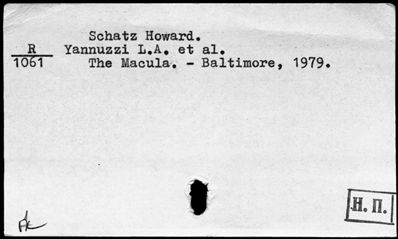 Schatz Howard.
R Yannuzzi L.A. et al.
1061 The Macula. - Baltimore, 1979.
Н. П.